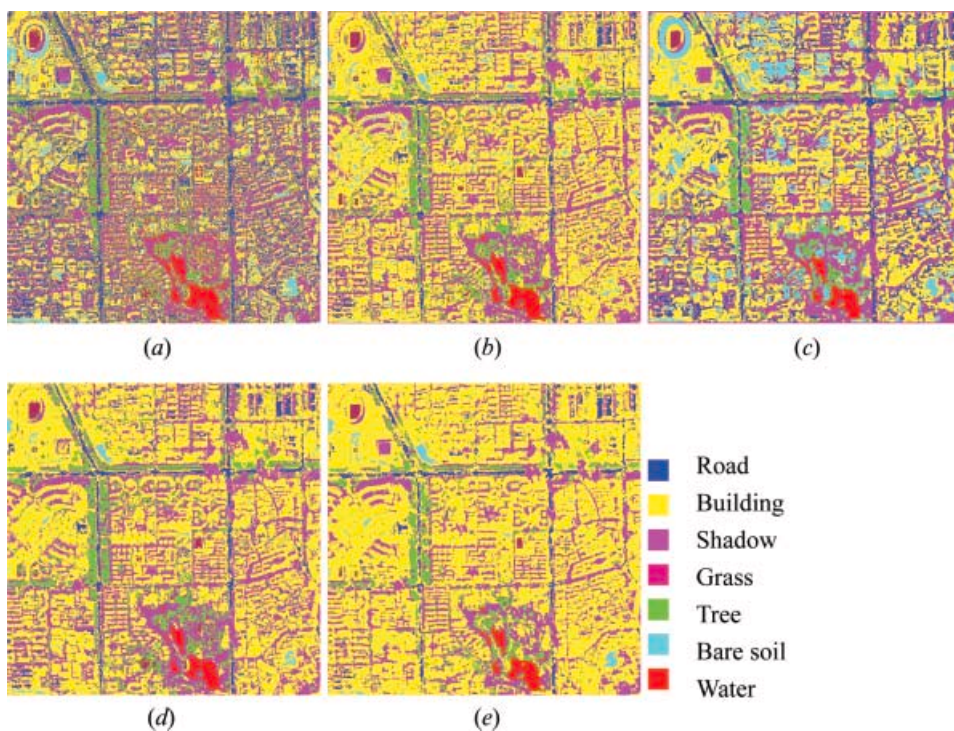 (a)
(b)
(c)
Road
Building
Shadow
Grass
Tree
Bare soil
Water
(d)
(e)